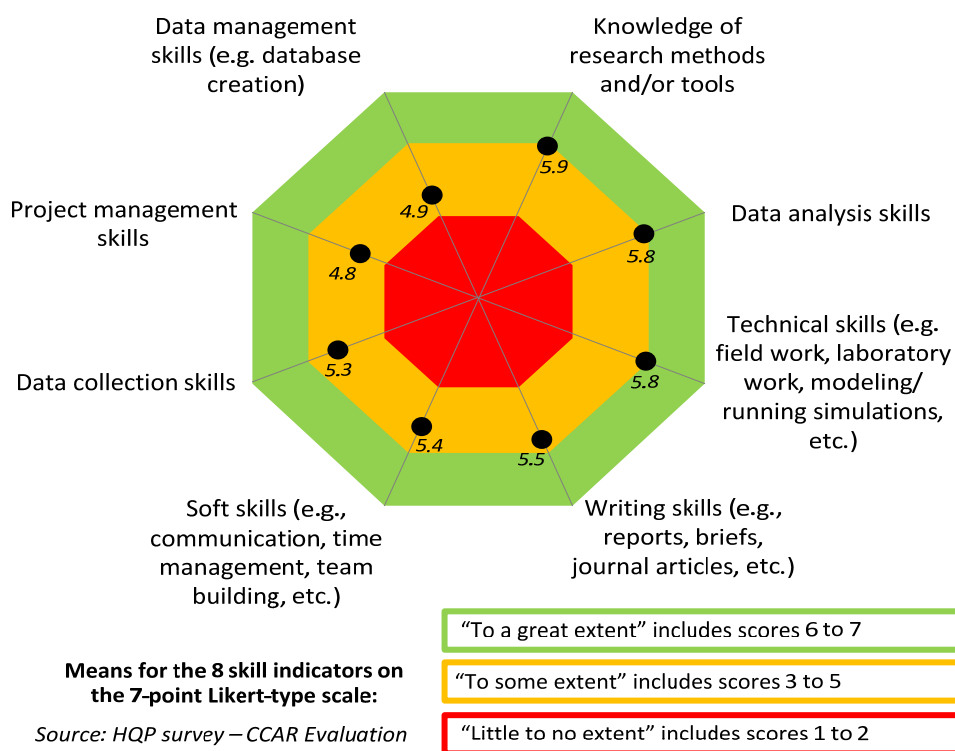 Data management
skills (e.g. database
creation)
Knowledge of
research methods
and/or tools
5.9
4.9
Project management
skills
Data analysis skills
5.8
4.8
Technical skills (e.g.
field work, laboratory
work, modeling/
running simulations,
etc.)
Data collection skills
5.3
5.8
5.4
5.5
Soft skills (e.g.,
communication, time
management, team
building, etc.)
Writing skills (e.g.,
reports, briefs,
journal articles, etc.)
Means for the 8 skill indicators on
the 7-point Likert-type scale:
Source: HQP survey – CCAR Evaluation
“To a great extent” includes scores 6 to 7
“To some extent” includes scores 3 to 5
“Little to no extent” includes scores 1 to 2